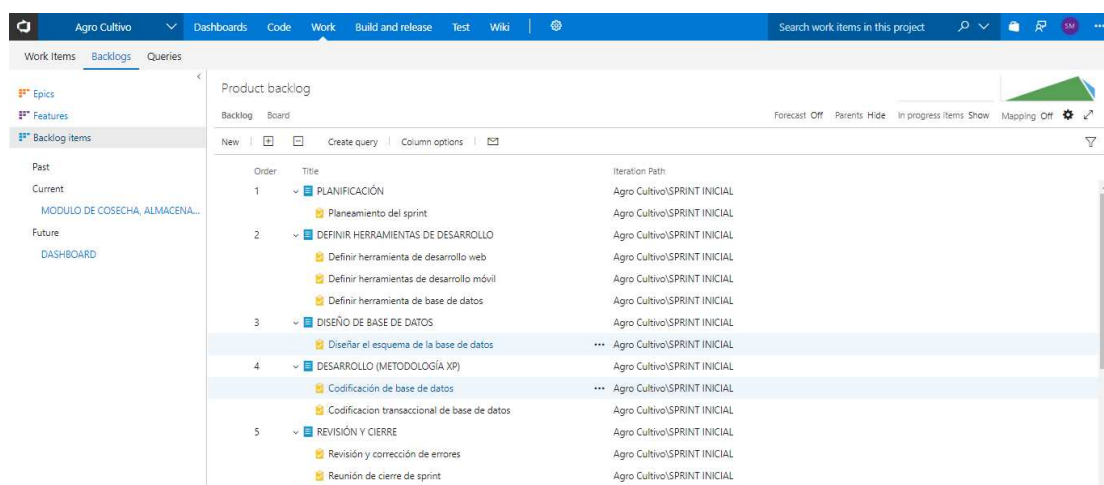 Agro Cultivo Dashboards Code Work Build and release Test Wiki Search work items in this project SM
Work Items Backlogs Queries
Epics
Features
Backlog items
Past
Current
MODULO DE COSECHA, ALMACENA...
Future
DASHBOARD
Product backlog
Backlog Board Forecast Off Parents Hide In progress items Show Mapping Off
New Create query Column options
Order Title Iteration Path
1 PLANIFICACIÓN Agro Cultivo\SPRINT INICIAL
Planeamiento del sprint Agro Cultivo\SPRINT INICIAL
2 DEFINIR HERRAMIENTAS DE DESARROLLO Agro Cultivo\SPRINT INICIAL
Definir herramienta de desarrollo web Agro Cultivo\SPRINT INICIAL
Definir herramientas de desarrollo móvil Agro Cultivo\SPRINT INICIAL
Definir herramienta de base de datos Agro Cultivo\SPRINT INICIAL
3 DISEÑO DE BASE DE DATOS Agro Cultivo\SPRINT INICIAL
Diseñar el esquema de la base de datos ••• Agro Cultivo\SPRINT INICIAL
4 DESARROLLO (METODOLOGÍA XP) Agro Cultivo\SPRINT INICIAL
Codificación de base de datos ••• Agro Cultivo\SPRINT INICIAL
Codificacion transaccional de base de datos Agro Cultivo\SPRINT INICIAL
5 REVISIÓN Y CIERRE Agro Cultivo\SPRINT INICIAL
Revisión y corrección de errores Agro Cultivo\SPRINT INICIAL
Reunión de cierre de sprint Agro Cultivo\SPRINT INICIAL